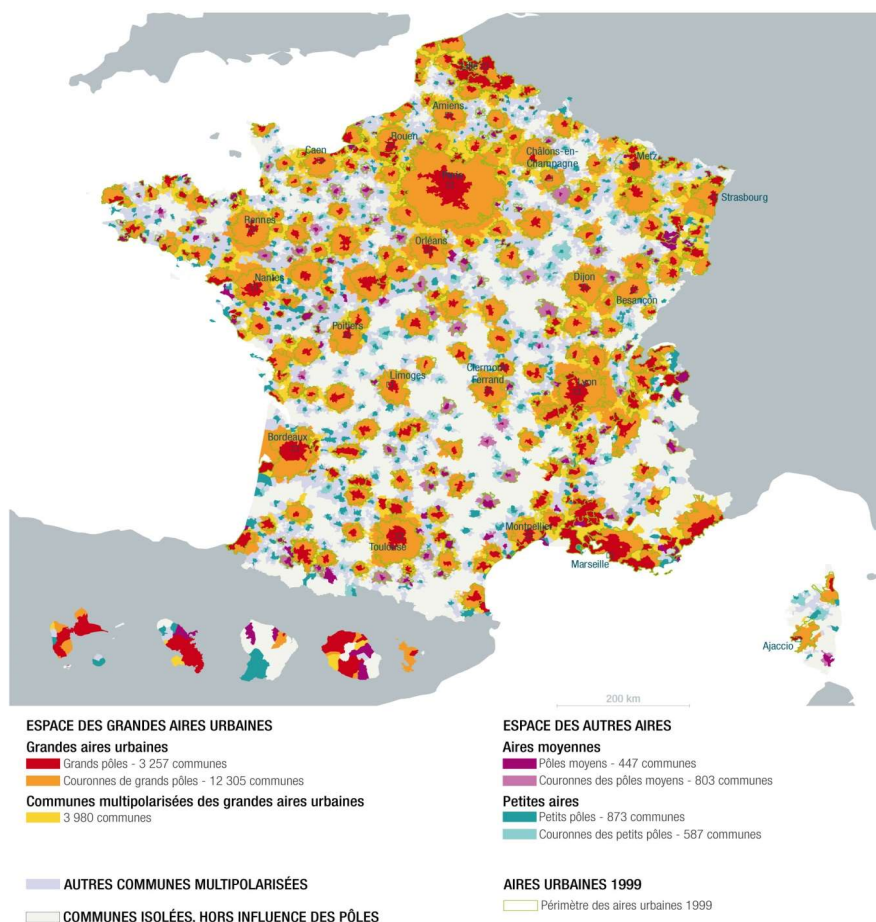 Lille
Amiens
Rouen
Caen
Châlons-en-
Champagne
Metz
Paris
Strasbourg
Rennes
Orléans
Nantes
Dijon
Besançon
Poitiers
Limoges
Clermont
Ferrand
Lyon
Bordeaux
Montpellier
Toulouse
Marseille
Ajaccio
200 km
ESPACE DES GRANDES AIRES URBAINES
Grandes aires urbaines
Grands pôles - 3 257 communes
Couronnes de grands pôles - 12 305 communes
Communes multipolarisées des grandes aires urbaines
3 980 communes
AUTRES COMMUNES MULTIPOLARISÉES
COMMUNES ISOLÉES, HORS INFLUENCE DES PÔLES
ESPACE DES AUTRES AIRES
Aires moyennes
Pôles moyens - 447 communes
Couronnes des pôles moyens - 803 communes
Petites aires
Petits pôles - 873 communes
Couronnes des petits pôles - 587 communes
AIRES URBAINES 1999
Périmètre des aires urbaines 1999